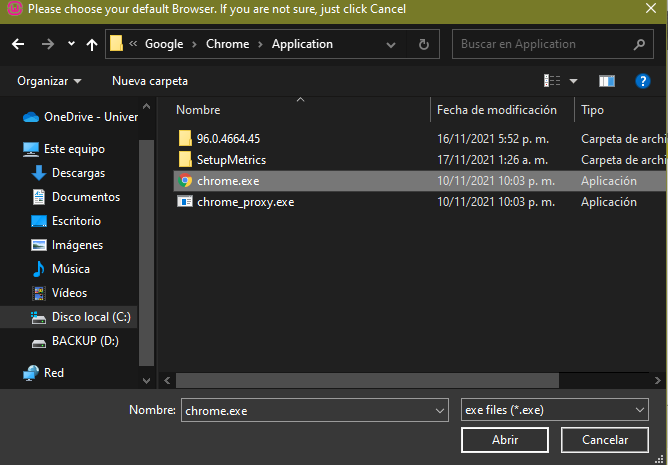 Please choose your default Browser. If you are not sure, just click Cancel
« Google › Chrome › Application
Buscar en Application
Organizar Nueva carpeta
Nombre Fecha de modificación Tipo
OneDrive - Univer
Este equipo
Descargas
Documentos
Escritorio
Imágenes
Música
Vídeos
Disco local (C:)
BACKUP (D:)
Red
96.0.4664.45 16/11/2021 5:52 p. m. Carpeta de archi
SetupMetrics 17/11/2021 1:26 a. m. Carpeta de archi
chrome.exe 10/11/2021 10:03 p. m. Aplicación
chrome_proxy.exe 10/11/2021 10:03 p. m. Aplicación
Nombre: chrome.exe exe files (*.exe)
Abrir Cancelar